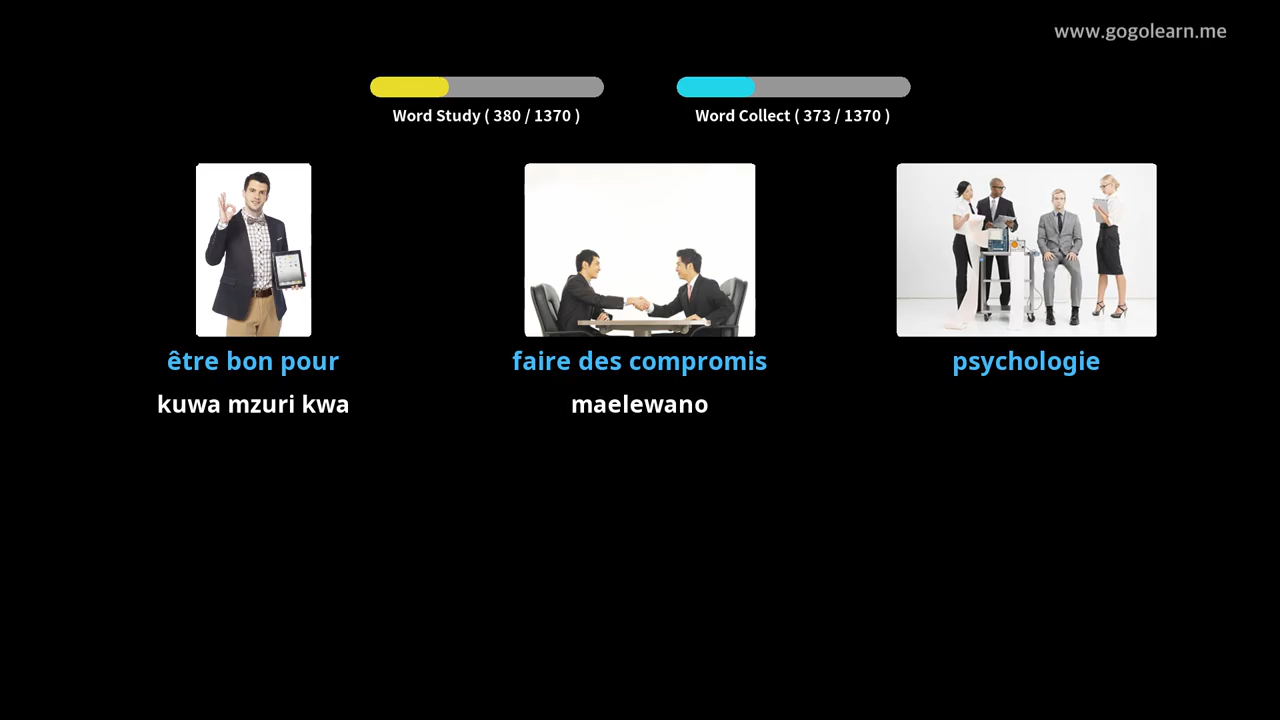 www.gogolearn.me
Word Study ( 380 / 1370 )
Word Collect ( 373 / 1370 )
être bon pour
faire des compromis
psychologie
kuwa mzuri kwa
maelewano